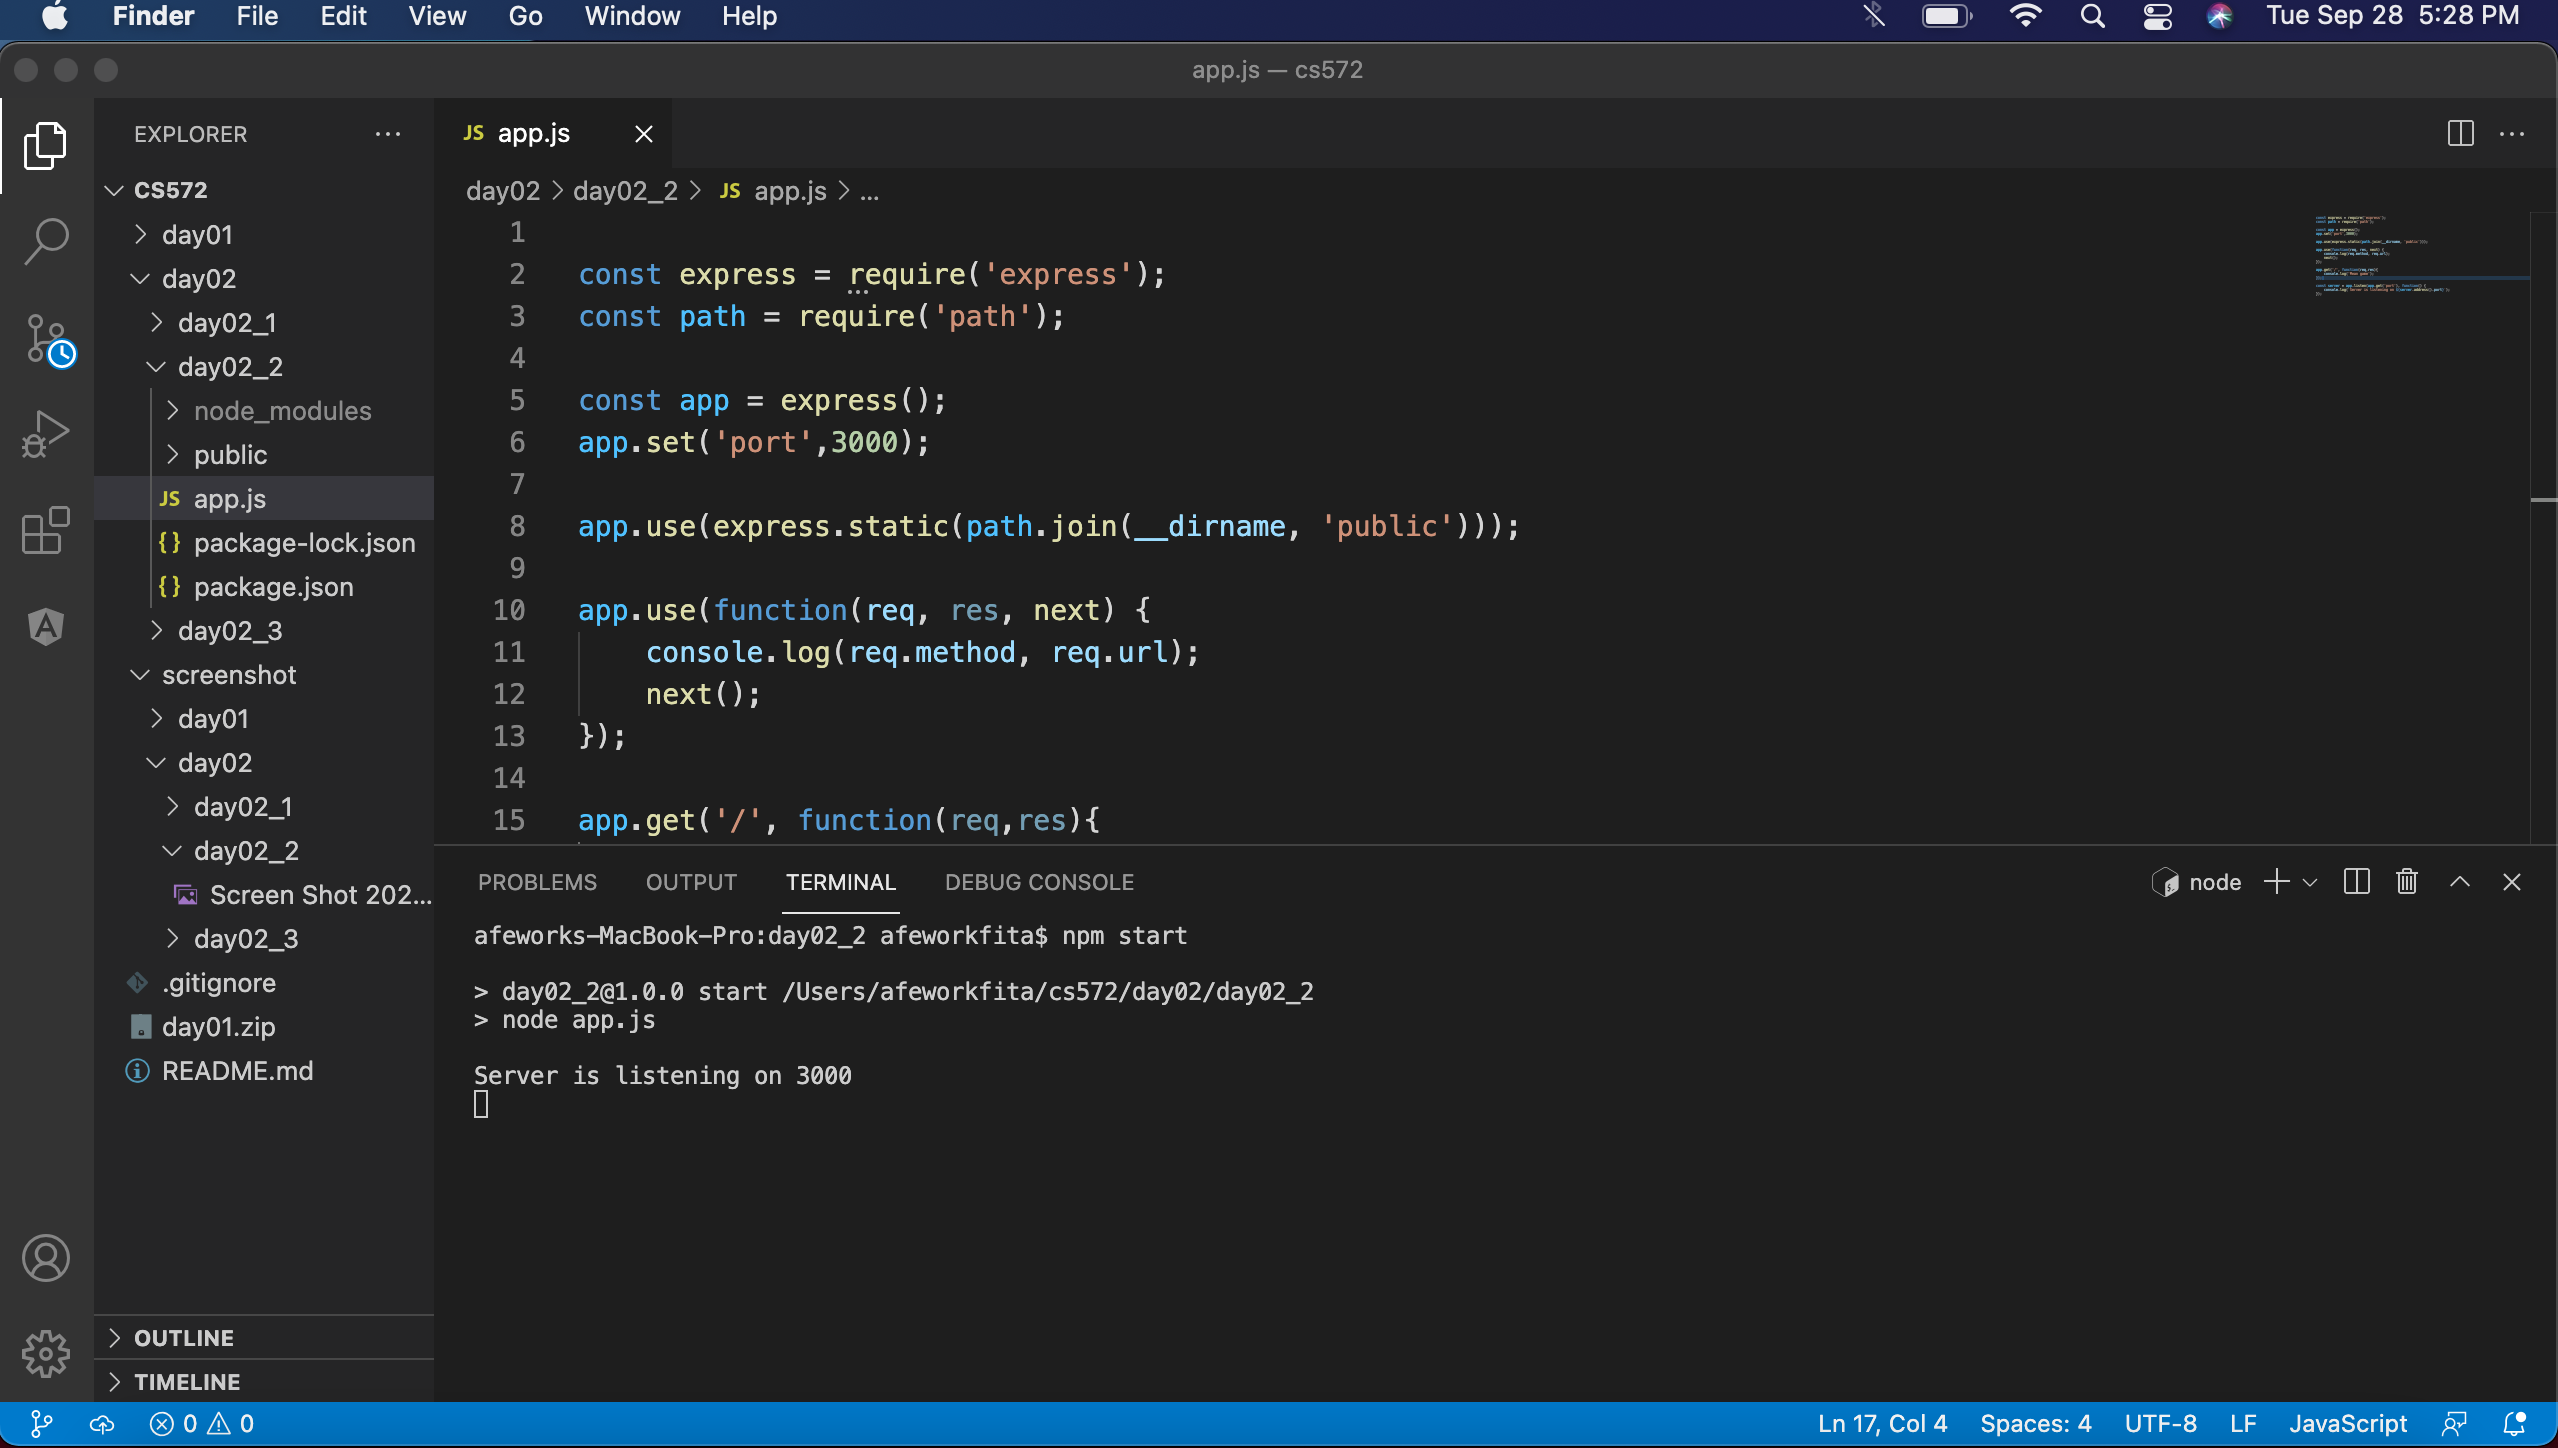 Finder File Edit View Go Window Help Tue Sep 28 5:28 PM
app.js — cs572
EXPLORER
CS572
day01
day02
day02_1
day02_2
node_modules
public
JS app.js
{} package-lock.json
{} package.json
day02_3
screenshot
day01
day02
day02_1
day02_2
Screen Shot 202...
day02_3
.gitignore
day01.zip
README.md
OUTLINE
TIMELINE
JS app.js
day02 > day02_2 > JS app.js > ...
1
2 const express = require('express');
3 const path = require('path');
4
5 const app = express();
6 app.set('port',3000);
7
8 app.use(express.static(path.join(__dirname, 'public')));
9
10 app.use(function(req, res, next) {
11 console.log(req.method, req.url);
12 next();
13 });
14
15 app.get('/', function(req,res){
PROBLEMS OUTPUT TERMINAL DEBUG CONSOLE node
afeworks-MacBook-Pro:day02_2 afeworkfita$ npm start
> day02_2@1.0.0 start /Users/afeworkfita/cs572/day02/day02_2
> node app.js
Server is listening on 3000
0 0 Ln 17, Col 4 Spaces: 4 UTF-8 LF JavaScript